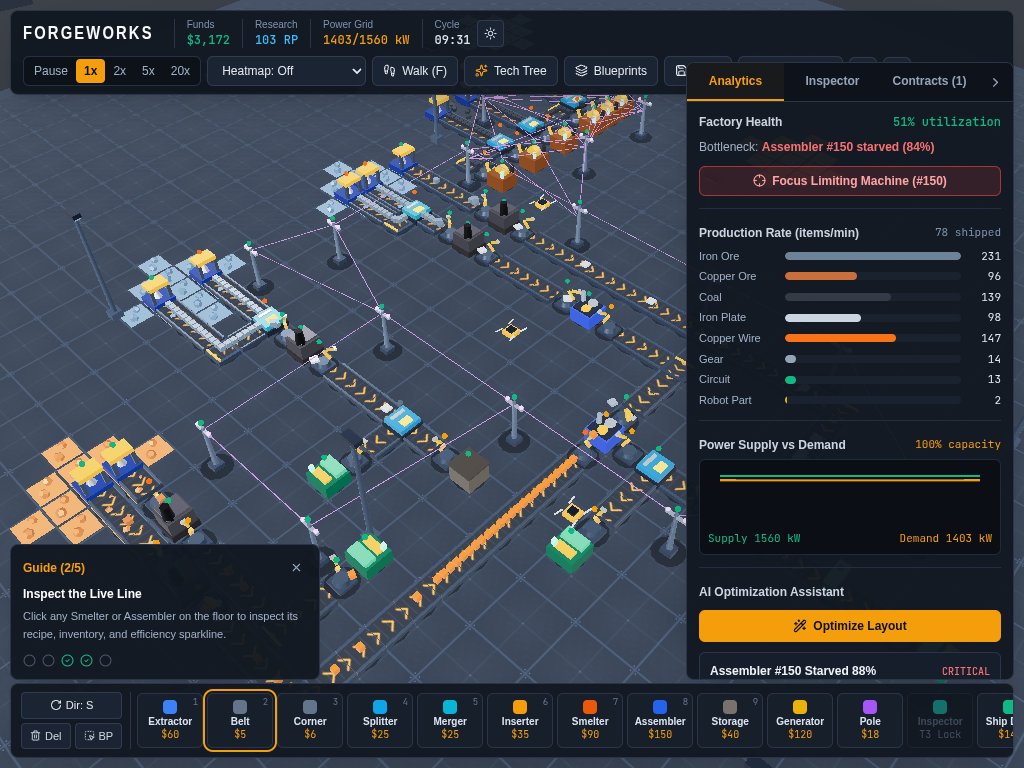 FORGEWORKS
Funds
$3,172
Research
103 RP
Power Grid
1403/1560 kW
Cycle
09:31
Pause
1x
2x
5x
20x
Heatmap: Off
Walk (F)
Tech Tree
Blueprints
Analytics
Inspector
Contracts (1)
Factory Health
51% utilization
Bottleneck: Assembler #150 starved (84%)
Focus Limiting Machine (#150)
Production Rate (items/min)
78 shipped
Iron Ore
231
Copper Ore
96
Coal
139
Iron Plate
98
Copper Wire
147
Gear
14
Circuit
13
Robot Part
2
Power Supply vs Demand
100% capacity
Supply 1560 kW
Demand 1403 kW
AI Optimization Assistant
Optimize Layout
Assembler #150 Starved 88%
CRITICAL
Guide (2/5)
Inspect the Live Line
Click any Smelter or Assembler on the floor to inspect its
recipe, inventory, and efficiency sparkline.
Dir: S
Del
BP
1
Extractor
$60
2
Belt
$5
3
Corner
$6
4
Splitter
$25
5
Merger
$25
6
Inserter
$35
7
Smelter
$90
8
Assembler
$150
9
Storage
$40
Generator
$120
Pole
$18
Inspector
T3 Lock
Ship D
$14